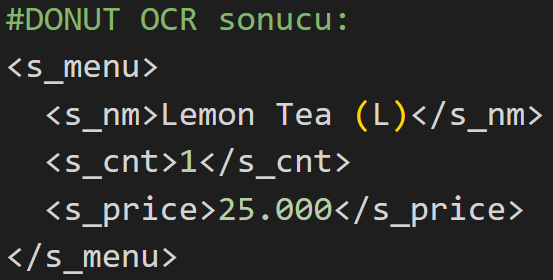 #DONUT OCR sonucu:
<s_menu>
  <s_nm>Lemon Tea (L)</s_nm>
  <s_cnt>1</s_cnt>
  <s_price>25.000</s_price>
</s_menu>